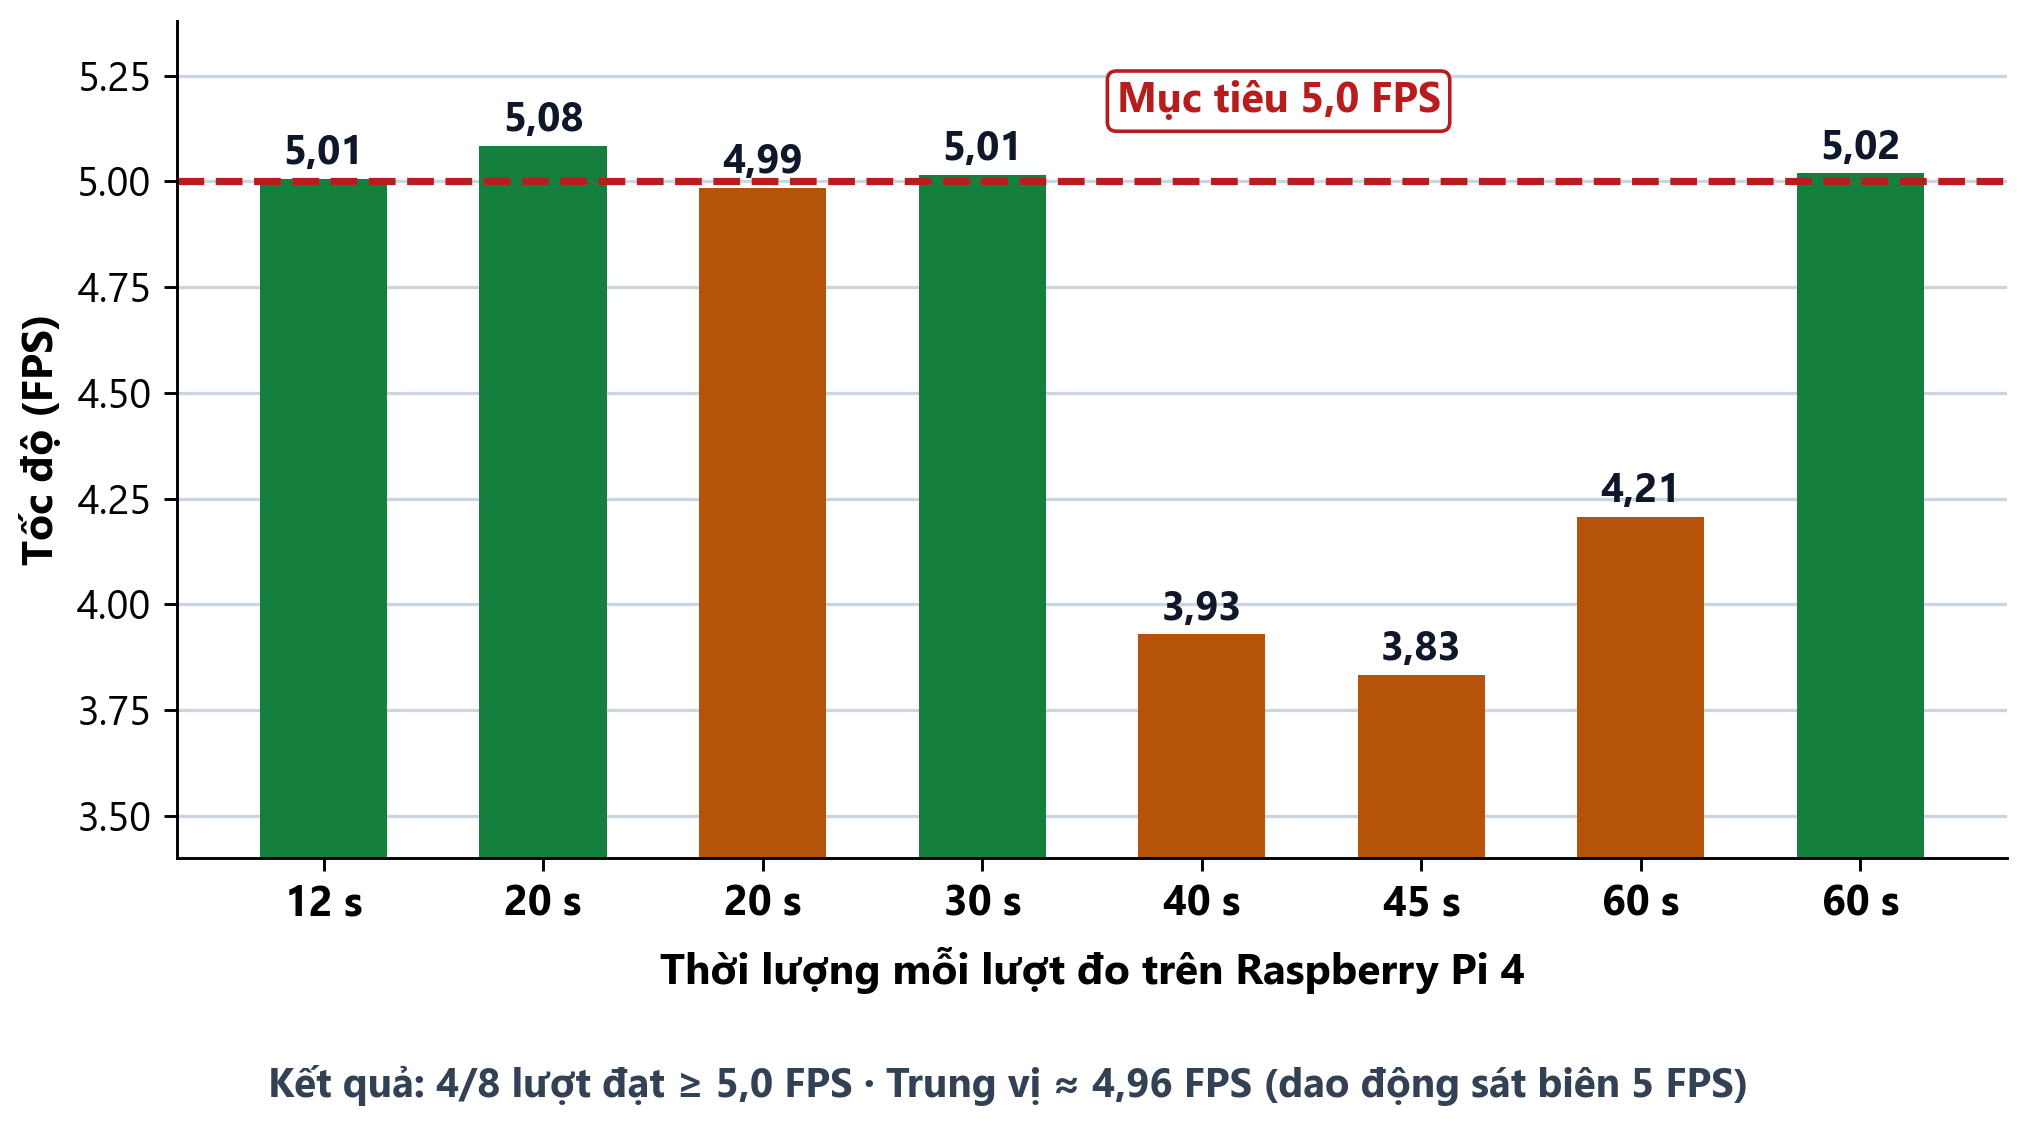 Mục tiêu 5,0 FPS
5,01
5,08
4,99
5,01
3,93
3,83
4,21
5,02
Tốc độ (FPS)
5.25
5.00
4.75
4.50
4.25
4.00
3.75
3.50
12 s
20 s
20 s
30 s
40 s
45 s
60 s
60 s
Thời lượng mỗi lượt đo trên Raspberry Pi 4
Kết quả: 4/8 lượt đạt ≥ 5,0 FPS · Trung vị ≈ 4,96 FPS (dao động sát biên 5 FPS)